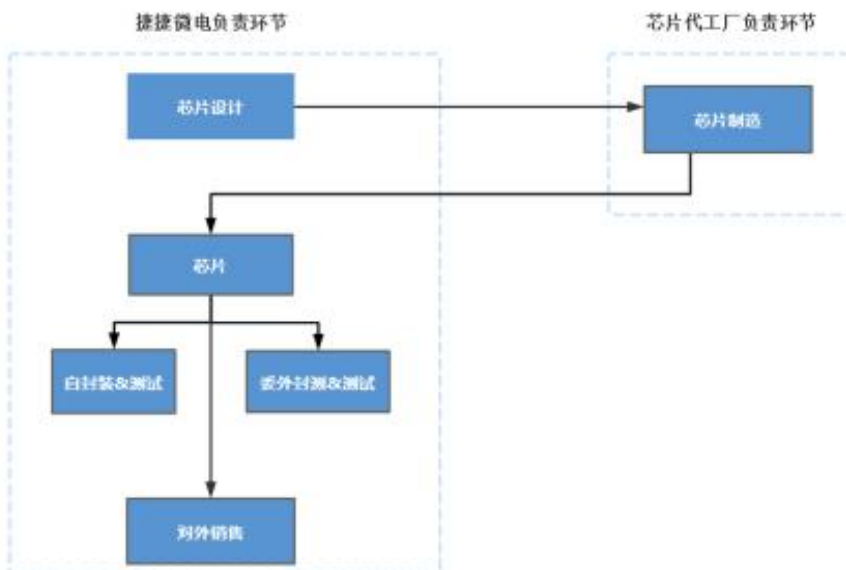 捷捷微电负责环节
芯片代工厂负责环节
芯片设计
芯片制造
芯片
自封装&测试
委外封测&测试
对外销售